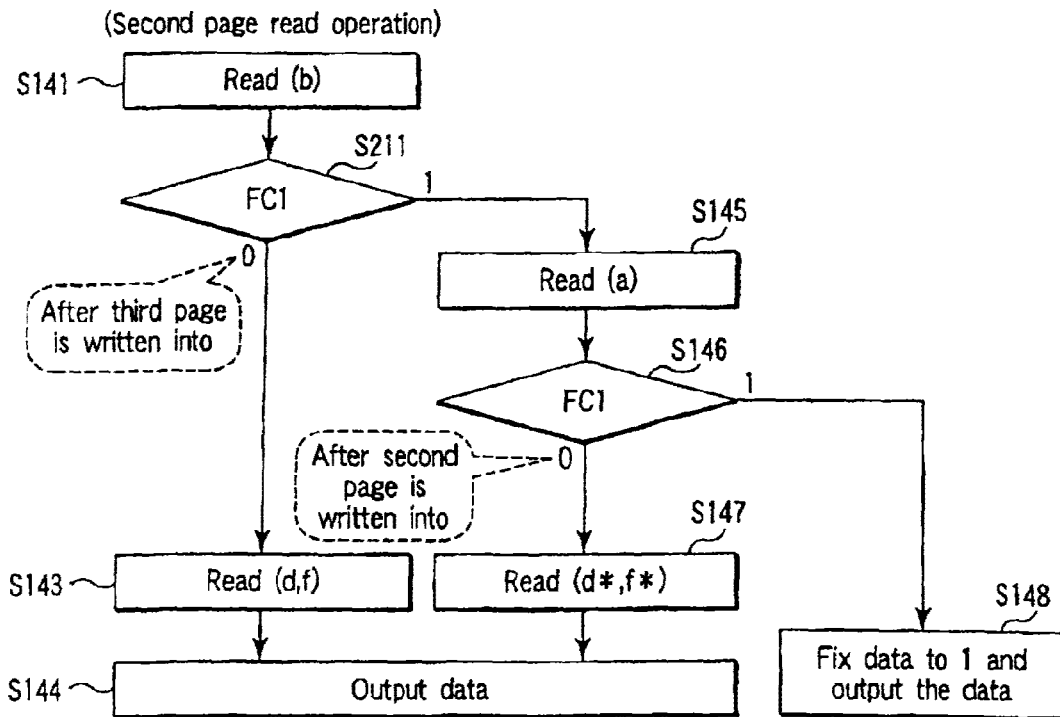 (Second page read operation)
S141
Read (b)
S211
FC1
1
0
After third page
is written into
S145
Read (a)
S146
FC1
1
0
After second
page is
written into
S143
Read (d,f)
S147
Read (d*,f*)
S148
Fix data to 1 and
output the data
S144
Output data